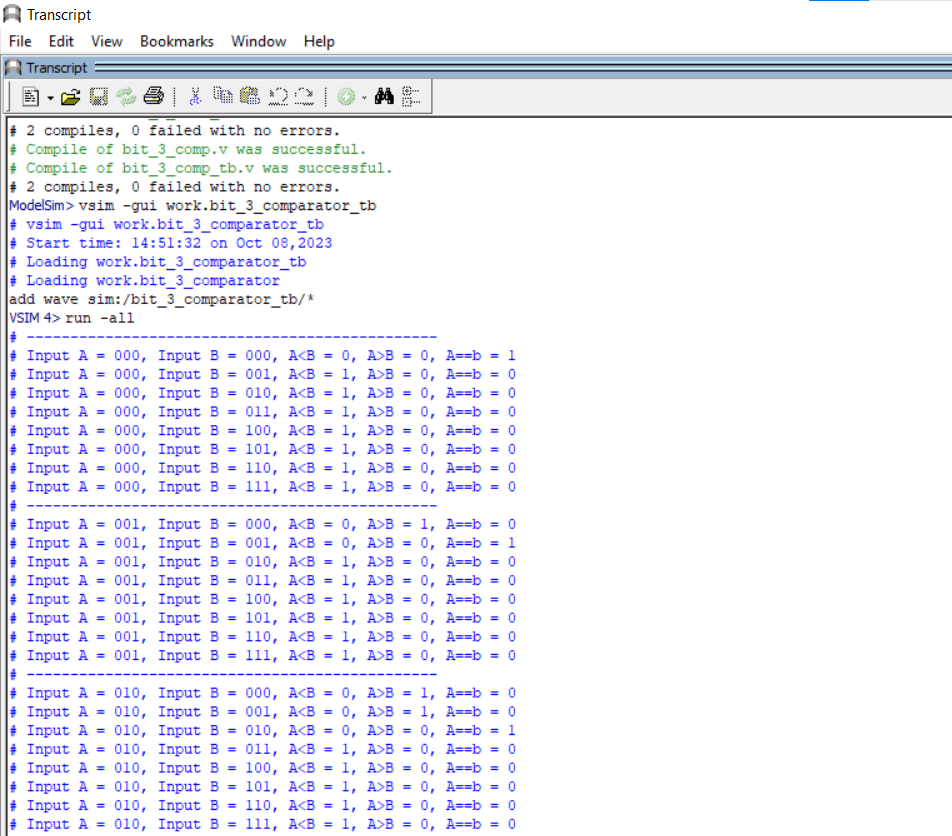 Transcript
File Edit View Bookmarks Window Help
Transcript
# 2 compiles, 0 failed with no errors.
# Compile of bit_3_comp.v was successful.
# Compile of bit_3_comp_tb.v was successful.
# 2 compiles, 0 failed with no errors.
ModelSim> vsim -gui work.bit_3_comparator_tb
# vsim -gui work.bit_3_comparator_tb
# Start time: 14:51:32 on Oct 08,2023
# Loading work.bit_3_comparator_tb
# Loading work.bit_3_comparator
add wave sim:/bit_3_comparator_tb/*
VSIM 4> run -all
# -----------------------------------------------
# Input A = 000, Input B = 000, A<B = 0, A>B = 0, A==b = 1
# Input A = 000, Input B = 001, A<B = 1, A>B = 0, A==b = 0
# Input A = 000, Input B = 010, A<B = 1, A>B = 0, A==b = 0
# Input A = 000, Input B = 011, A<B = 1, A>B = 0, A==b = 0
# Input A = 000, Input B = 100, A<B = 1, A>B = 0, A==b = 0
# Input A = 000, Input B = 101, A<B = 1, A>B = 0, A==b = 0
# Input A = 000, Input B = 110, A<B = 1, A>B = 0, A==b = 0
# Input A = 000, Input B = 111, A<B = 1, A>B = 0, A==b = 0
# -----------------------------------------------
# Input A = 001, Input B = 000, A<B = 0, A>B = 1, A==b = 0
# Input A = 001, Input B = 001, A<B = 0, A>B = 0, A==b = 1
# Input A = 001, Input B = 010, A<B = 1, A>B = 0, A==b = 0
# Input A = 001, Input B = 011, A<B = 1, A>B = 0, A==b = 0
# Input A = 001, Input B = 100, A<B = 1, A>B = 0, A==b = 0
# Input A = 001, Input B = 101, A<B = 1, A>B = 0, A==b = 0
# Input A = 001, Input B = 110, A<B = 1, A>B = 0, A==b = 0
# Input A = 001, Input B = 111, A<B = 1, A>B = 0, A==b = 0
# -----------------------------------------------
# Input A = 010, Input B = 000, A<B = 0, A>B = 1, A==b = 0
# Input A = 010, Input B = 001, A<B = 0, A>B = 1, A==b = 0
# Input A = 010, Input B = 010, A<B = 0, A>B = 0, A==b = 1
# Input A = 010, Input B = 011, A<B = 1, A>B = 0, A==b = 0
# Input A = 010, Input B = 100, A<B = 1, A>B = 0, A==b = 0
# Input A = 010, Input B = 101, A<B = 1, A>B = 0, A==b = 0
# Input A = 010, Input B = 110, A<B = 1, A>B = 0, A==b = 0
# Input A = 010, Input B = 111, A<B = 1, A>B = 0, A==b = 0